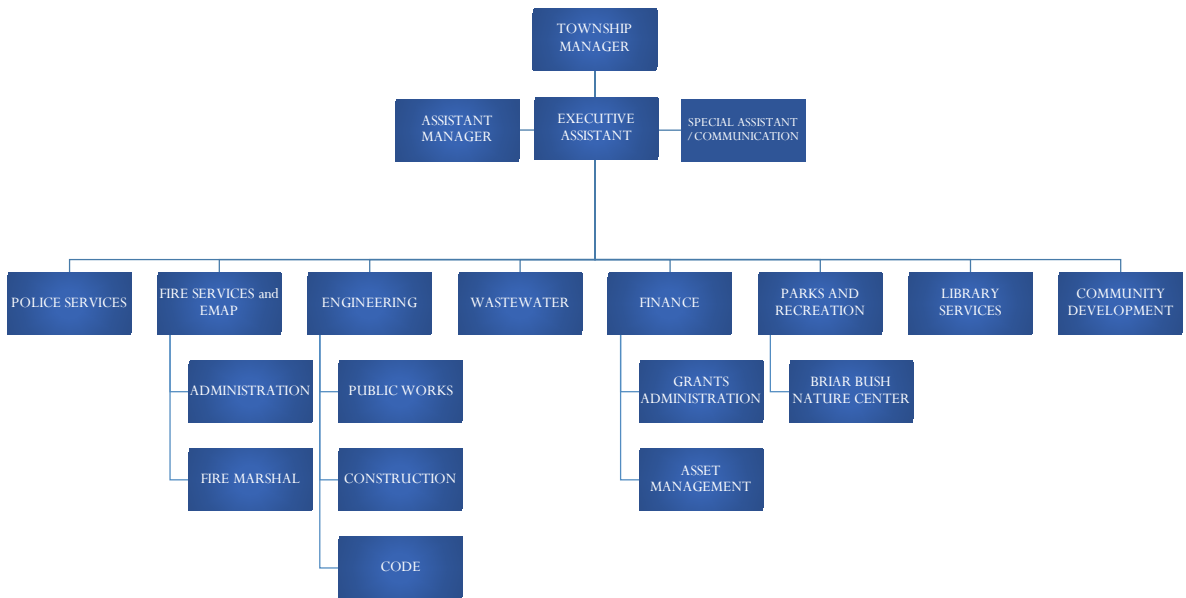 TOWNSHIP
MANAGER
ASSISTANT
MANAGER
EXECUTIVE
ASSISTANT
SPECIAL ASSISTANT
/ COMMUNICATION
POLICE SERVICES
FIRE SERVICES and
EMAP
ENGINEERING
WASTEWATER
FINANCE
PARKS AND
RECREATION
LIBRARY
SERVICES
COMMUNITY
DEVELOPMENT
ADMINISTRATION
PUBLIC WORKS
GRANTS
ADMINISTRATION
BRIAR BUSH
NATURE CENTER
FIRE MARSHAL
CONSTRUCTION
ASSET
MANAGEMENT
CODE